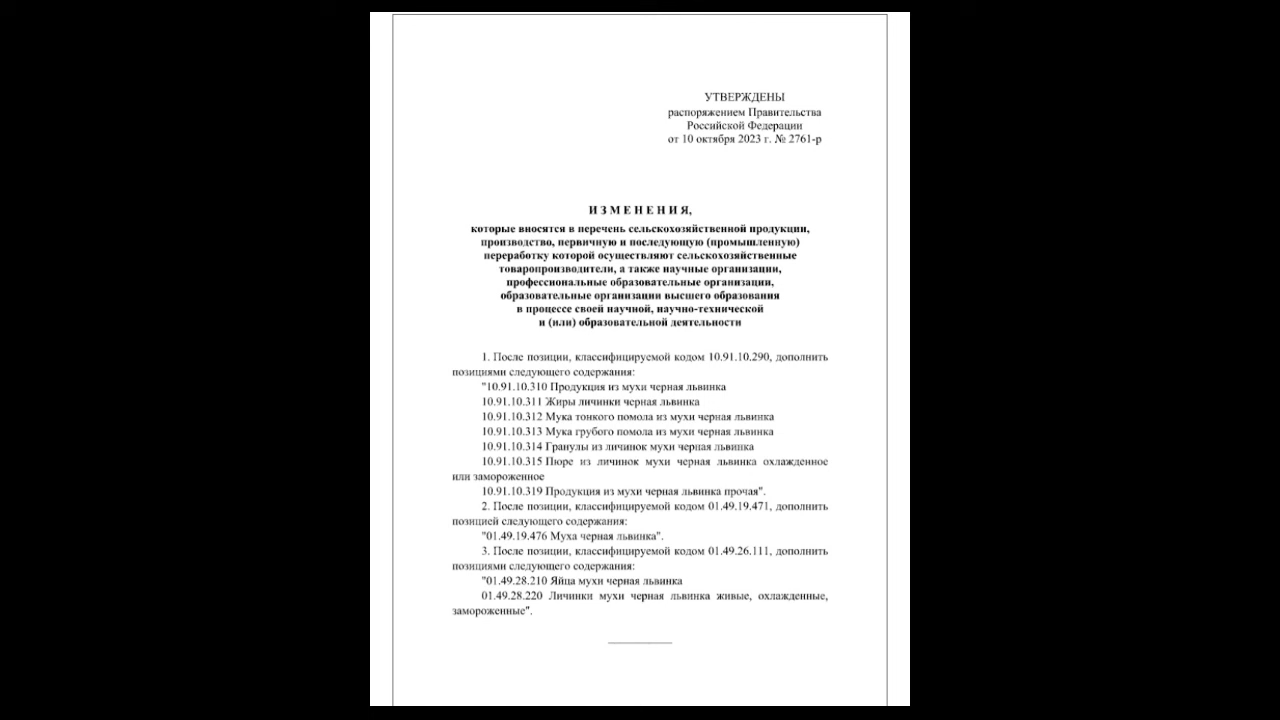 УТВЕРЖДЕНЫ
распоряжением Правительства
Российской Федерации
от 10 октября 2023 г. № 2761-р
И З М Е Н Е Н И Я,
которые вносятся в перечень сельскохозяйственной продукции,
производство, первичную и последующую (промышленную)
переработку которой осуществляют сельскохозяйственные
товаропроизводители, а также научные организации,
профессиональные образовательные организации,
образовательные организации высшего образования
в процессе своей научной, научно-технической
и (или) образовательной деятельности
1. После позиции, классифицируемой кодом 10.91.10.290, дополнить
позициями следующего содержания:
"10.91.10.310 Продукция из мухи черная львинка
10.91.10.311 Жиры личинки черная львинка
10.91.10.312 Мука тонкого помола из мухи черная львинка
10.91.10.313 Мука грубого помола из мухи черная львинка
10.91.10.314 Гранулы из личинок мухи черная львинка
10.91.10.315 Пюре из личинок мухи черная львинка охлажденное
или замороженное
10.91.10.319 Продукция из мухи черная львинка прочая".
2. После позиции, классифицируемой кодом 01.49.19.471, дополнить
позицией следующего содержания:
"01.49.19.476 Муха черная львинка".
3. После позиции, классифицируемой кодом 01.49.26.111, дополнить
позициями следующего содержания:
"01.49.28.210 Яйца мухи черная львинка
01.49.28.220 Личинки мухи черная львинка живые, охлажденные,
замороженные".